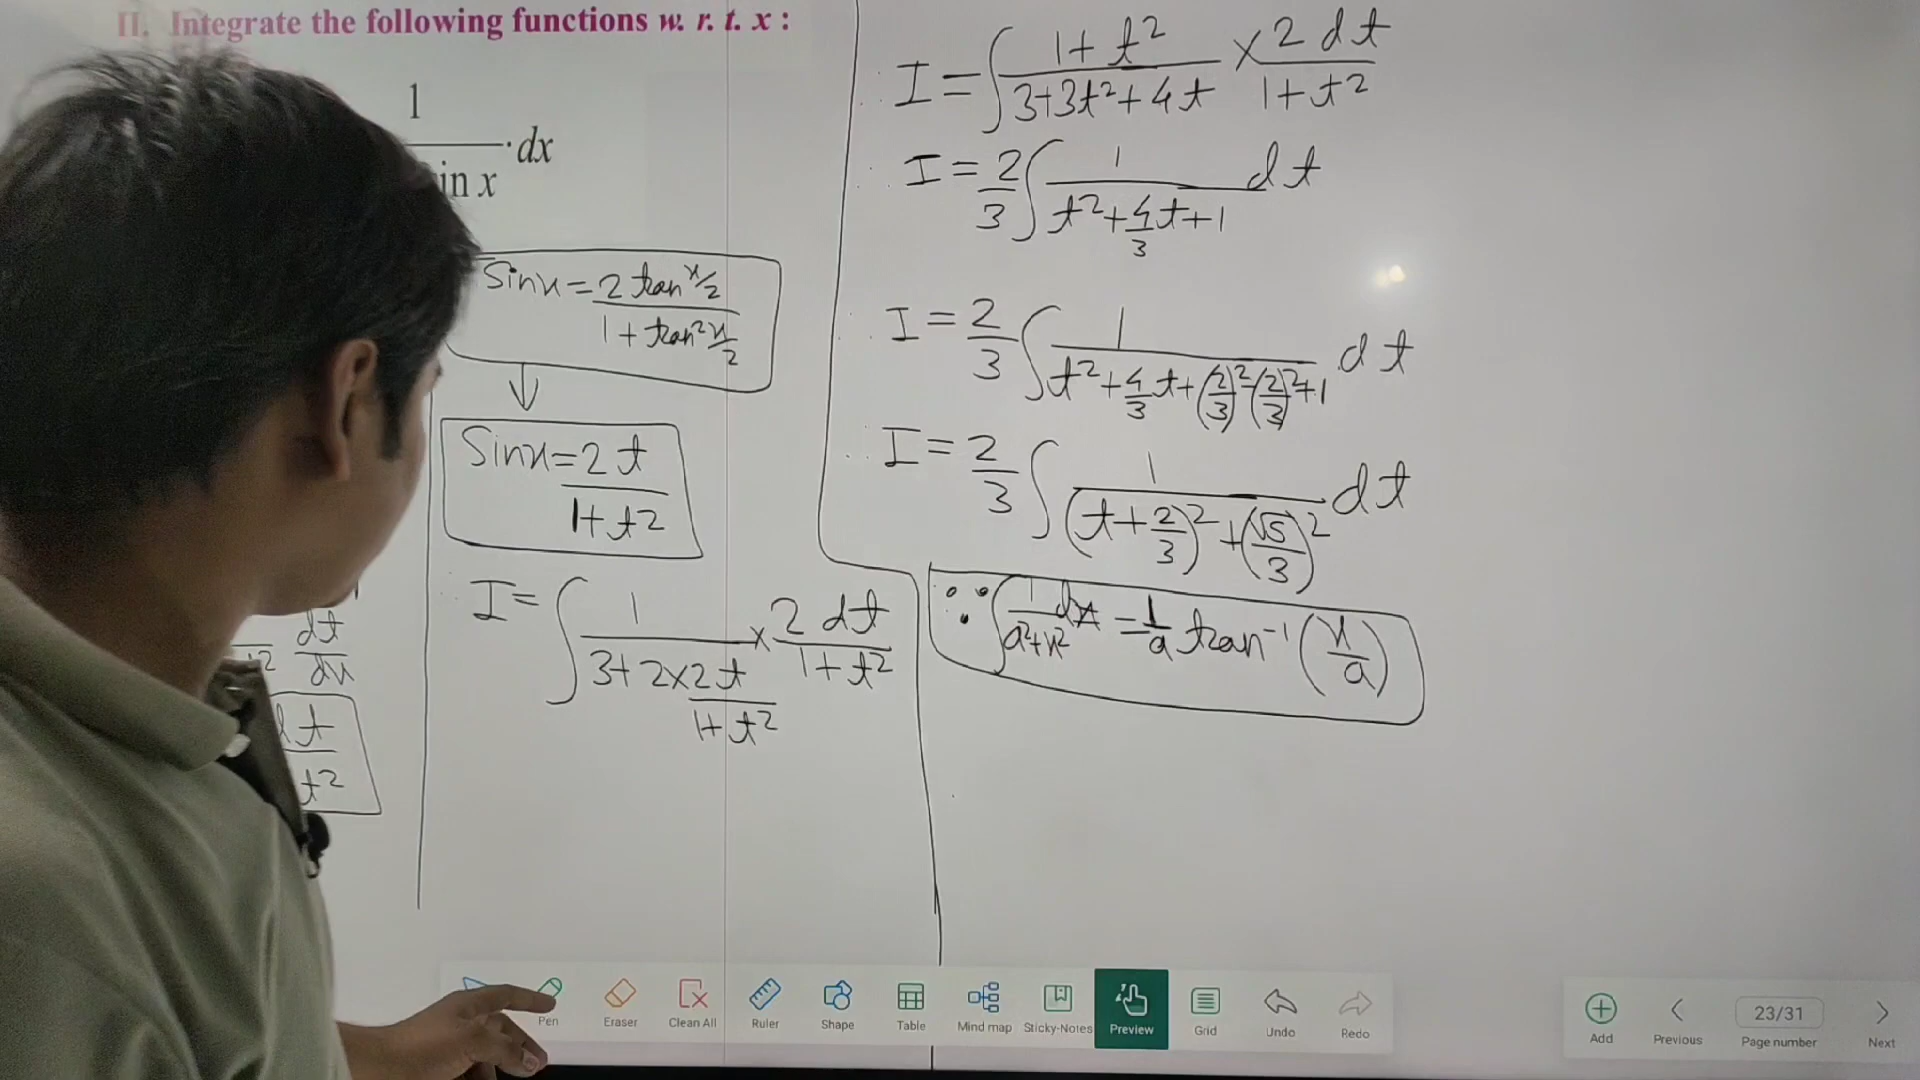 II. Integrate the following functions w. r. t. x :
1
in x
· dx
Sinx = 2 tan x/2
1 + tan² x/2
↓
Sinx = 2t
1+t²
dt
dx
t²
∴ I = ∫ 1 / (3+2×2t/(1+t²)) × 2 dt / (1+t²)
∴ I = ∫ (1+t²) / (3+3t²+4t) × 2 dt / (1+t²)
∴ I = 2/3 ∫ 1 / (t²+4/3 t+1) dt
∴ I = 2/3 ∫ 1 / (t²+4/3 t+(2/3)²-(2/3)²+1) dt
∴ I = 2/3 ∫ 1 / ((t+2/3)²+(√5/3)²) dt
∵ ∫ 1/(a²+x²) dx = 1/a tan⁻¹ (x/a)
Pen
Eraser
Clean All
Ruler
Shape
Table
Mind map
Sticky-Notes
Preview
Grid
Undo
Redo
Add
Previous
23/31
Page number
Next